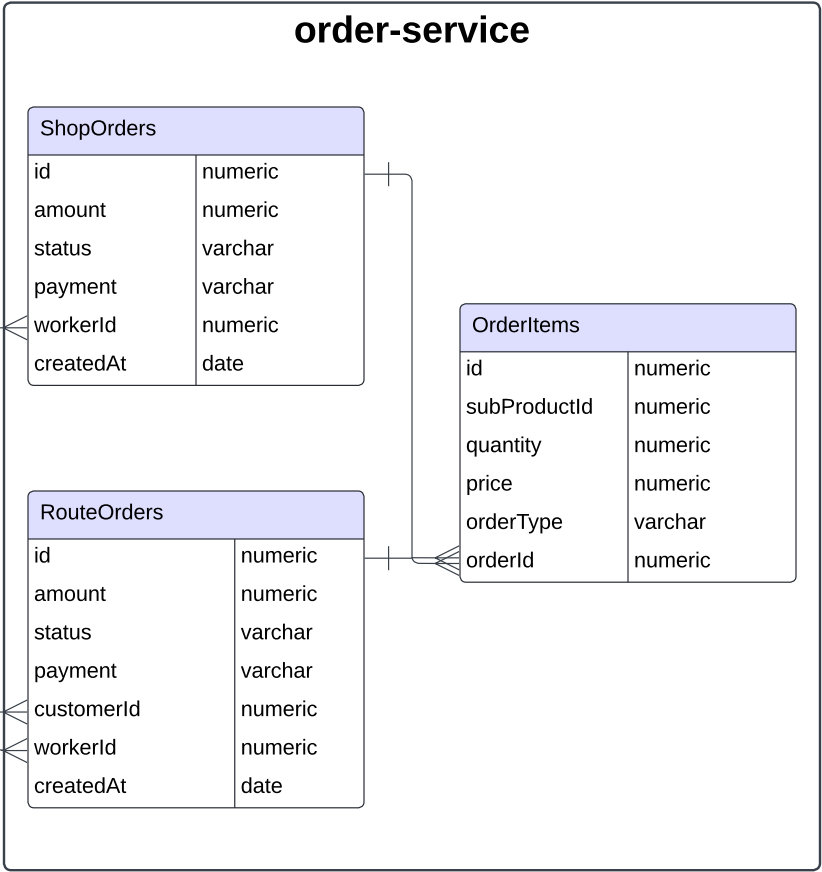 order-service
ShopOrders
id numeric
amount numeric
status varchar
payment varchar
workerId numeric
createdAt date
OrderItems
id numeric
subProductId numeric
quantity numeric
price numeric
orderType varchar
orderId numeric
RouteOrders
id numeric
amount numeric
status varchar
payment varchar
customerId numeric
workerId numeric
createdAt date